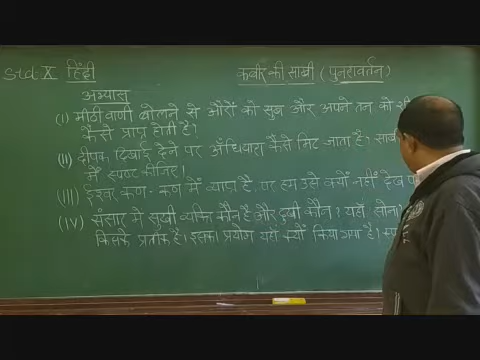 Std: X हिंदी
कबीर की साखी (पुनरावर्तन)
अभ्यास
(I) मीठी वाणी बोलने से औरों को सुख और अपने तन को
कैसे प्राप्त होती है?
(II) दीपक दिखाई देने पर अँधियारा कैसे मिट जाता है? साखी
में स्पष्ट कीजिए।
(III) ईश्वर कण-कण में व्याप्त है, पर हम उसे क्यों नहीं देख
(IV) संसार में सुखी व्यक्ति कौन है और दुखी कौन? यहाँ सोना
किसके प्रतीक हैं। इसका प्रयोग यहाँ क्यों किया गया है।